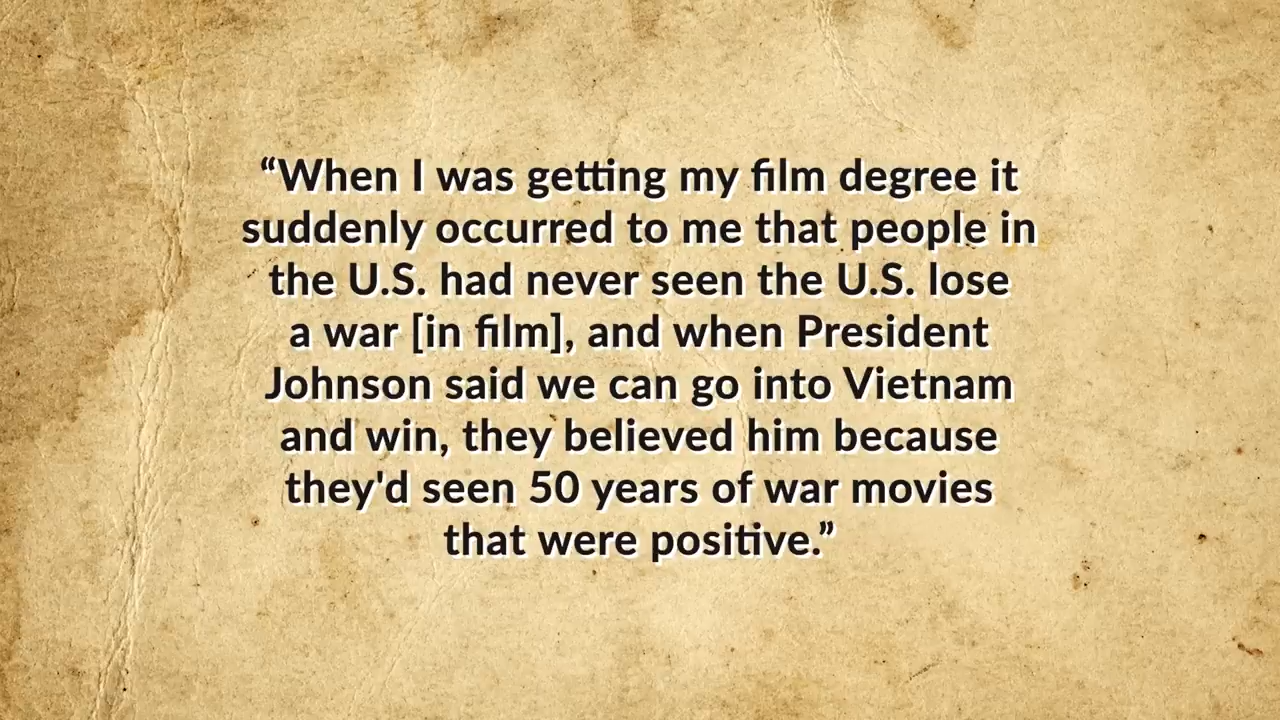 “When I was getting my film degree it
suddenly occurred to me that people in
the U.S. had never seen the U.S. lose
a war [in film], and when President
Johnson said we can go into Vietnam
and win, they believed him because
they'd seen 50 years of war movies
that were positive.”